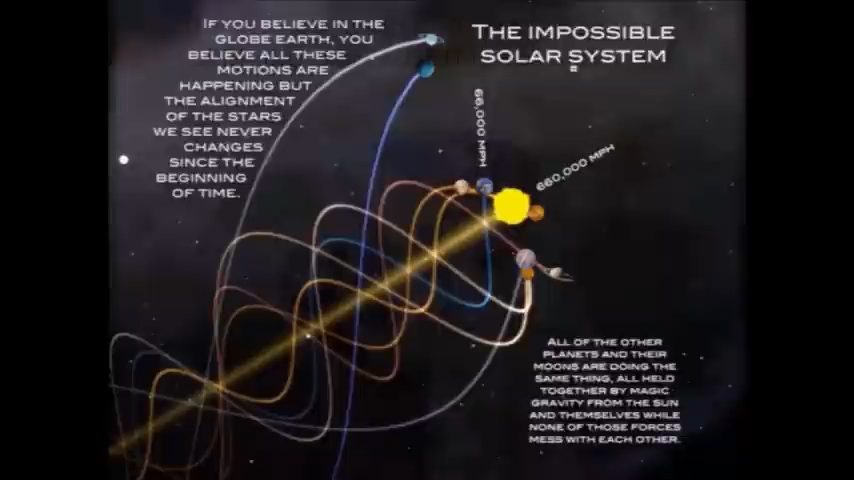 IF YOU BELIEVE IN THE
GLOBE EARTH, YOU
BELIEVE ALL THESE
MOTIONS ARE
HAPPENING BUT
THE ALIGNMENT
OF THE STARS
WE SEE NEVER
CHANGES
SINCE THE
BEGINNING
OF TIME.
THE IMPOSSIBLE
SOLAR SYSTEM
66,000 MPH
660,000 MPH
ALL OF THE OTHER
PLANETS AND THEIR
MOONS ARE DOING THE
SAME THING, ALL HELD
TOGETHER BY MAGIC
GRAVITY FROM THE SUN
AND THEMSELVES WHILE
NONE OF THOSE FORCES
MESS WITH EACH OTHER.